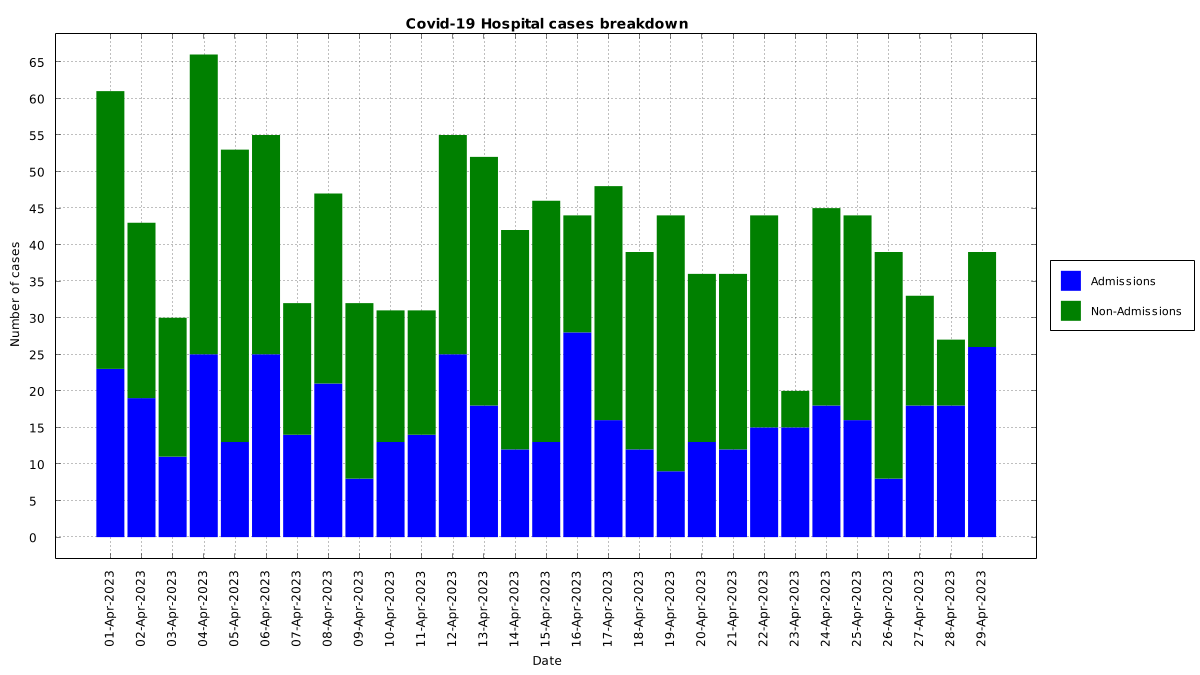 Covid-19 Hospital cases breakdown
65
60
55
50
45
40
35
30
25
20
15
10
5
0
Number of cases
01-Apr-2023
02-Apr-2023
03-Apr-2023
04-Apr-2023
05-Apr-2023
06-Apr-2023
07-Apr-2023
08-Apr-2023
09-Apr-2023
10-Apr-2023
11-Apr-2023
12-Apr-2023
13-Apr-2023
14-Apr-2023
15-Apr-2023
16-Apr-2023
17-Apr-2023
18-Apr-2023
19-Apr-2023
20-Apr-2023
21-Apr-2023
22-Apr-2023
23-Apr-2023
24-Apr-2023
25-Apr-2023
26-Apr-2023
27-Apr-2023
28-Apr-2023
29-Apr-2023
Date
Admissions
Non-Admissions